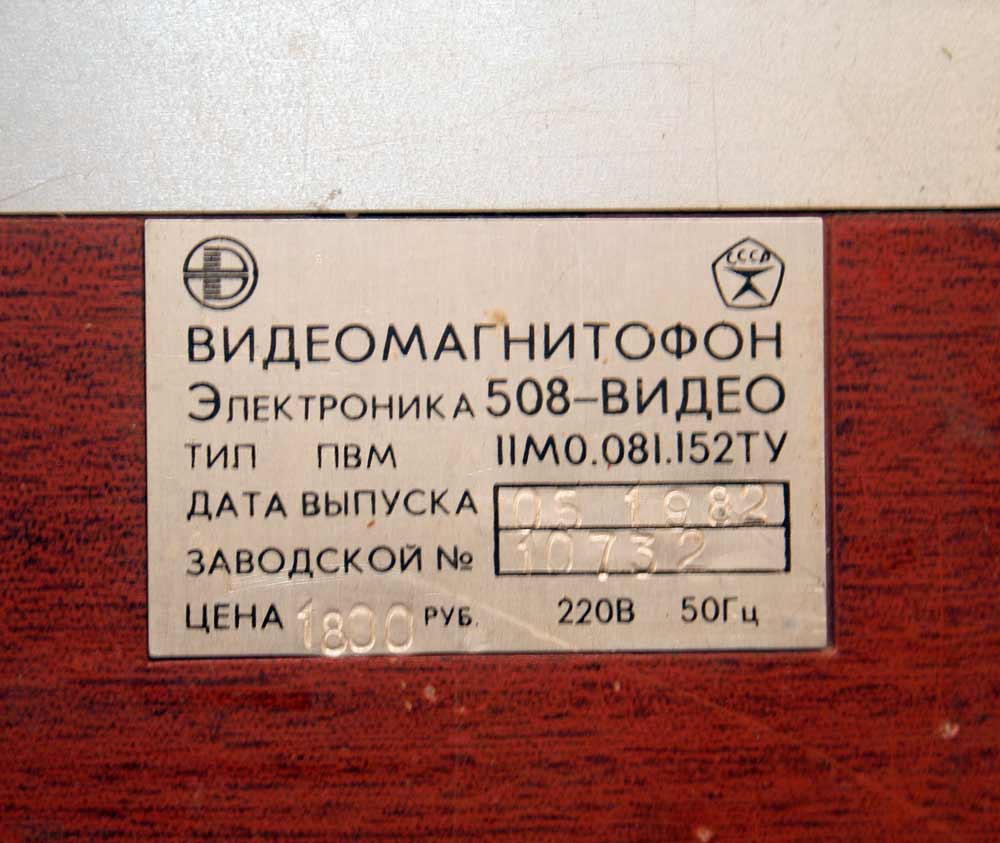 СССР
ВИДЕОМАГНИТОФОН
ЭЛЕКТРОНИКА 508-ВИДЕО
ТИП ПВМ 11М0.081.152ТУ
ДАТА ВЫПУСКА 05 1982
ЗАВОДСКОЙ № 10732
ЦЕНА 1800 РУБ. 220В 50Гц